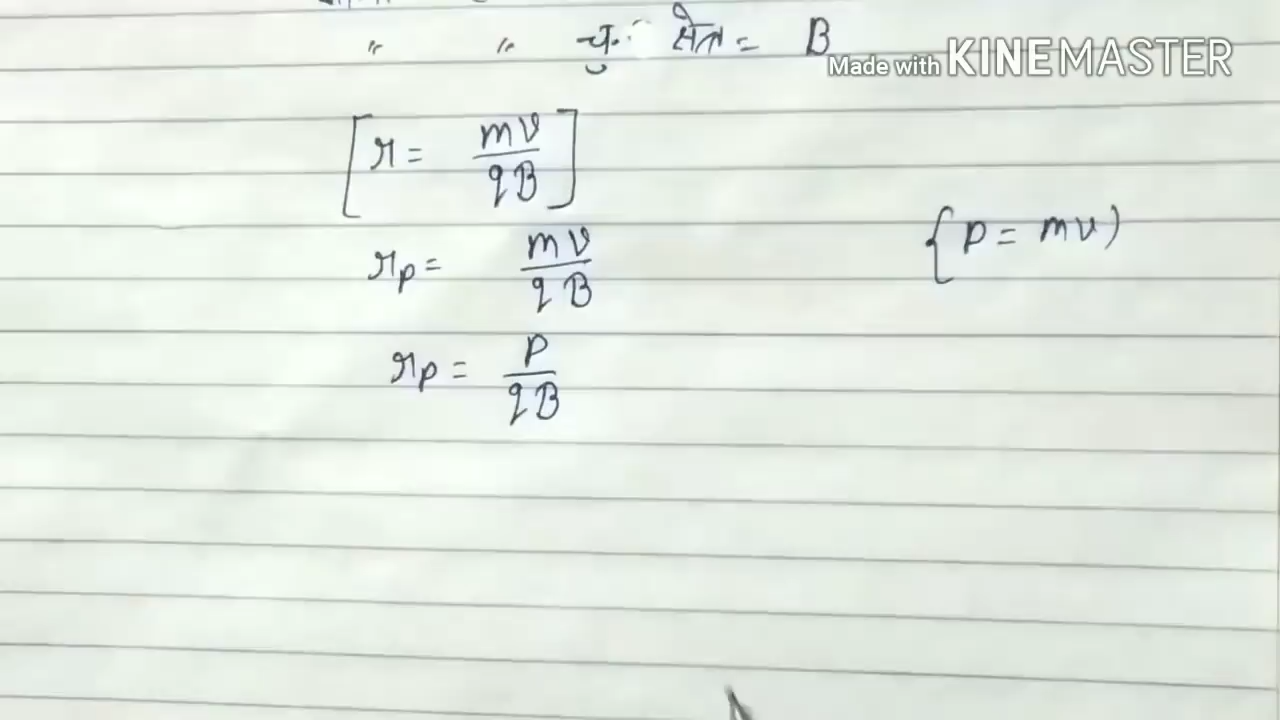 " " चु॰ क्षेत्र = B
Made with KINEMASTER
[r = mv/qB]
rp = mv/qB {p = mv)
rp = p/qB